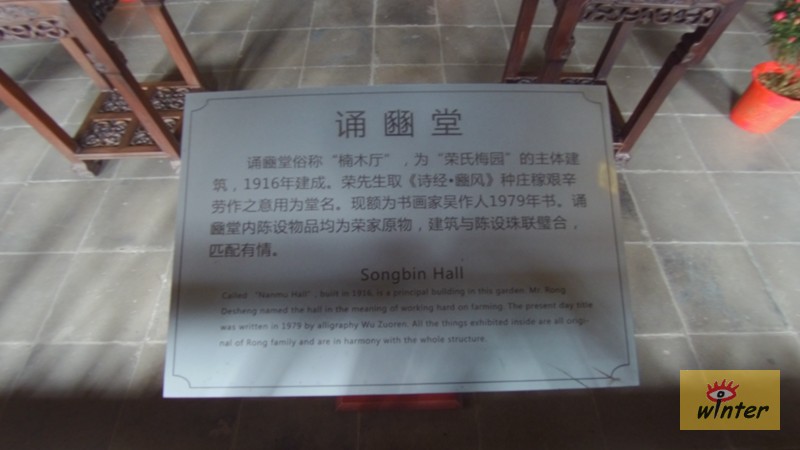 诵豳堂
诵豳堂俗称“楠木厅”，为“荣氏梅园”的主体建
筑，1916年建成。荣先生取《诗经•豳风》种庄稼艰辛
劳作之意用为堂名。现额为书画家吴作人1979年书。诵
豳堂内陈设物品均为荣家原物，建筑与陈设珠联璧合，
匹配有情。
Songbin Hall
Called “Nanmu Hall”, built in 1916, is a principal building in this garden. Mr. Rong
Desheng named the hall in the meaning of working hard on farming. The present day title
was written in 1979 by alligraphy Wu Zuoren. All the things exhibited inside are all origi-
nal of Rong family and are in harmony with the whole structure.
winter